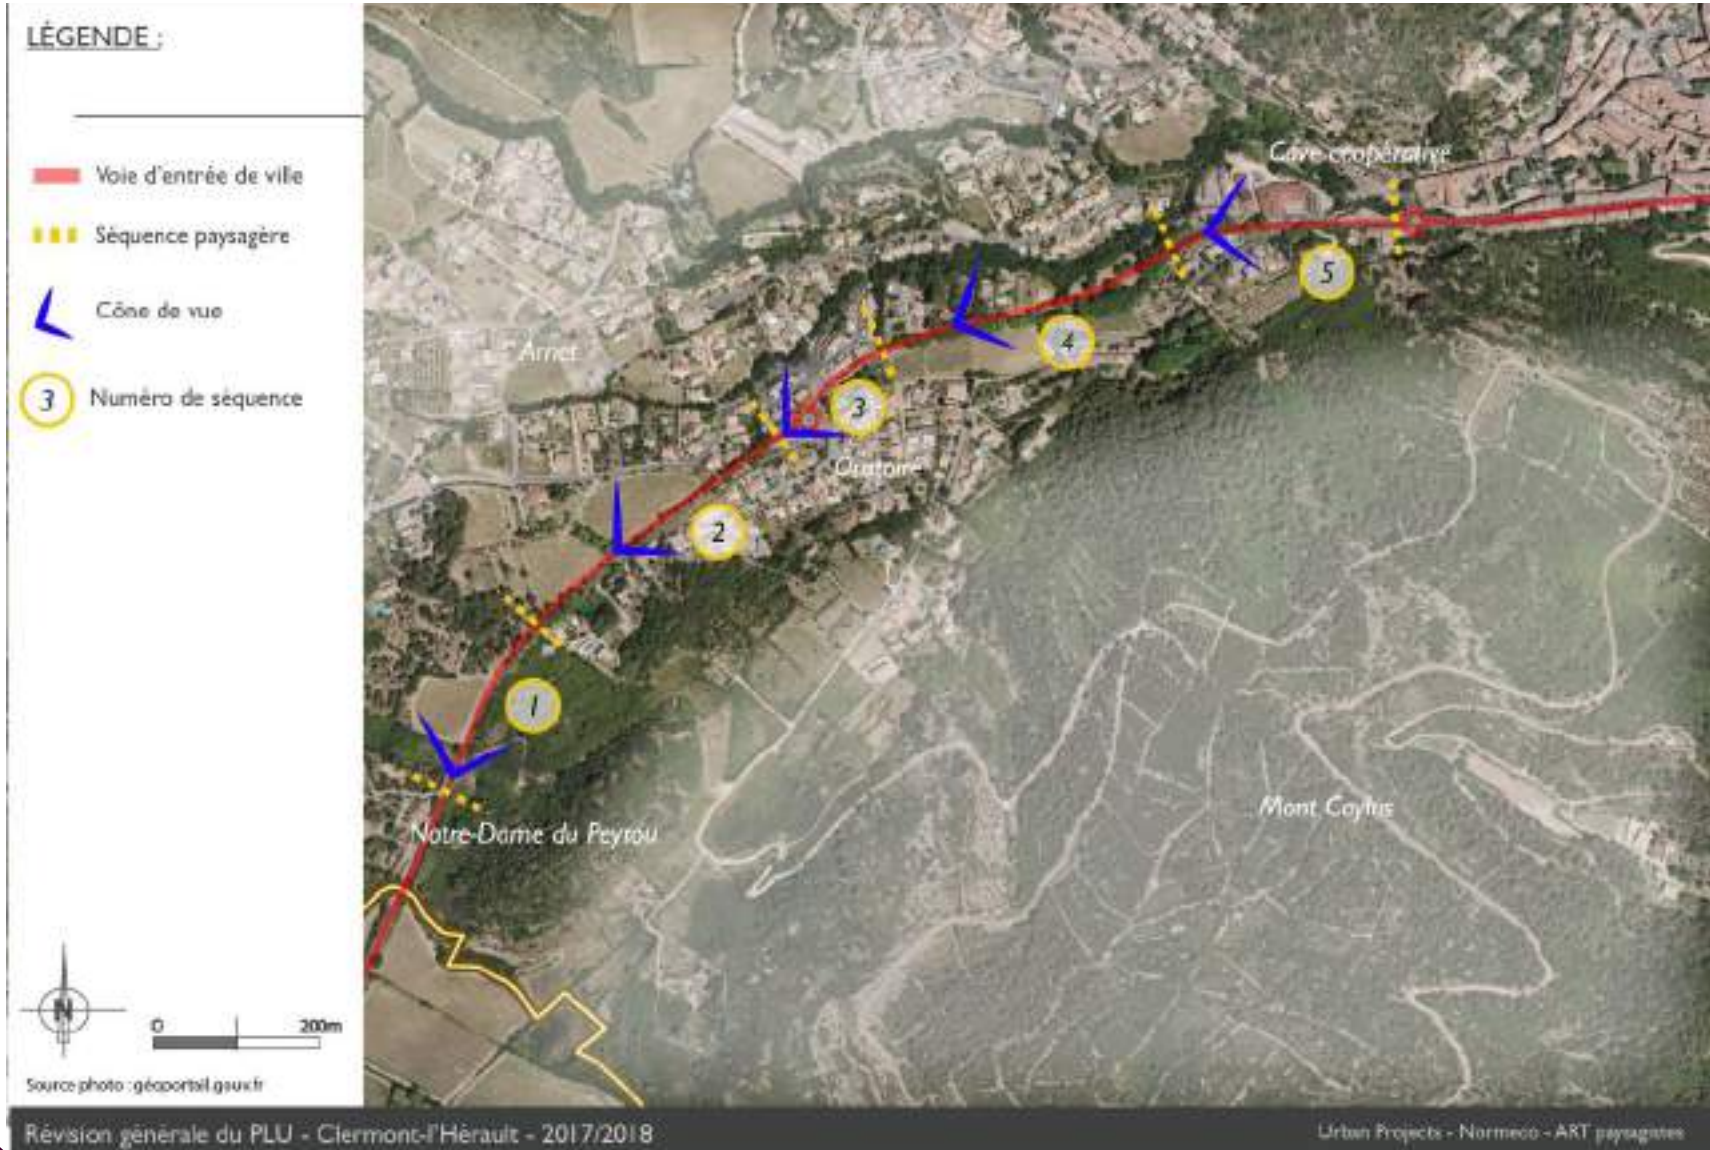 LÉGENDE :
Voie d'entrée de ville
Séquence paysagère
Cône de vue
3 Numéro de séquence
Cave coopérative
5
4
Arnet
3
Oratoire
2
1
Mont Caylus
Notre-Dame du Peyrou
N
0 200m
Source photo : géoportail.gouv.fr
Révision générale du PLU - Clermont-l'Hérault - 2017/2018
Urban Projects - Normeco - ART paysagistes